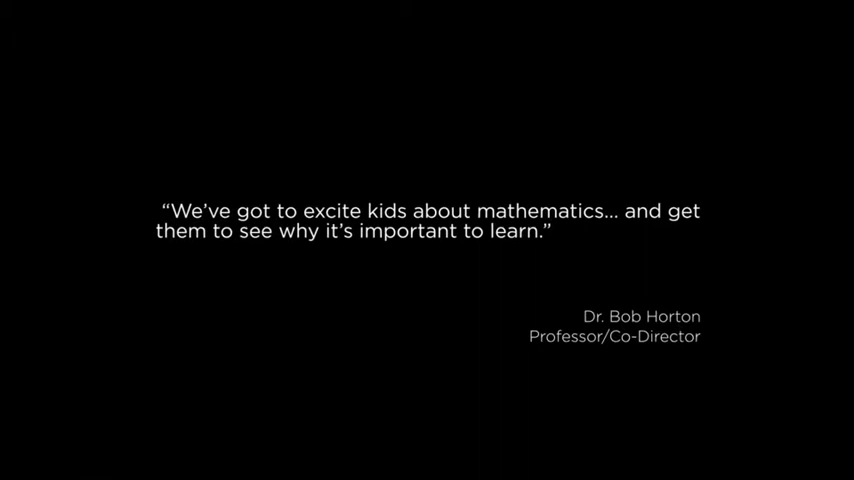 “We’ve got to excite kids about mathematics... and get
them to see why it’s important to learn.”
Dr. Bob Horton
Professor/Co-Director